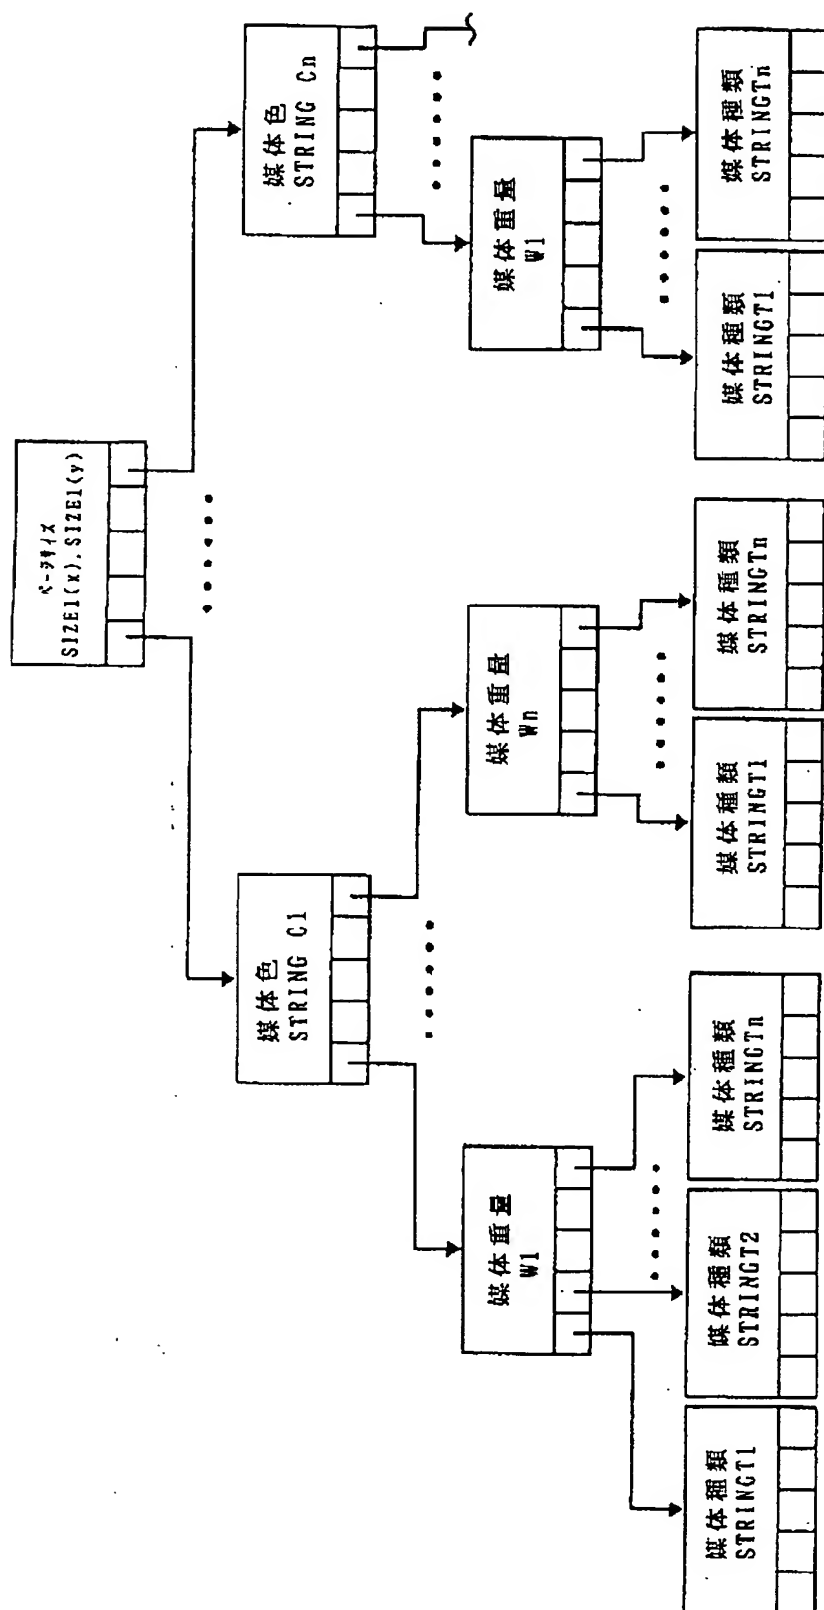 ページサイズ
SIZE1(x).SIZE1(y)
媒体色
STRING C1
媒体色
STRING Cn
媒体重量
W1
媒体重量
Wn
媒体重量
W1
媒体種類
STRINGT1
媒体種類
STRINGT2
媒体種類
STRINGTn
媒体種類
STRINGT1
媒体種類
STRINGTn
媒体種類
STRINGT1
媒体種類
STRINGTn